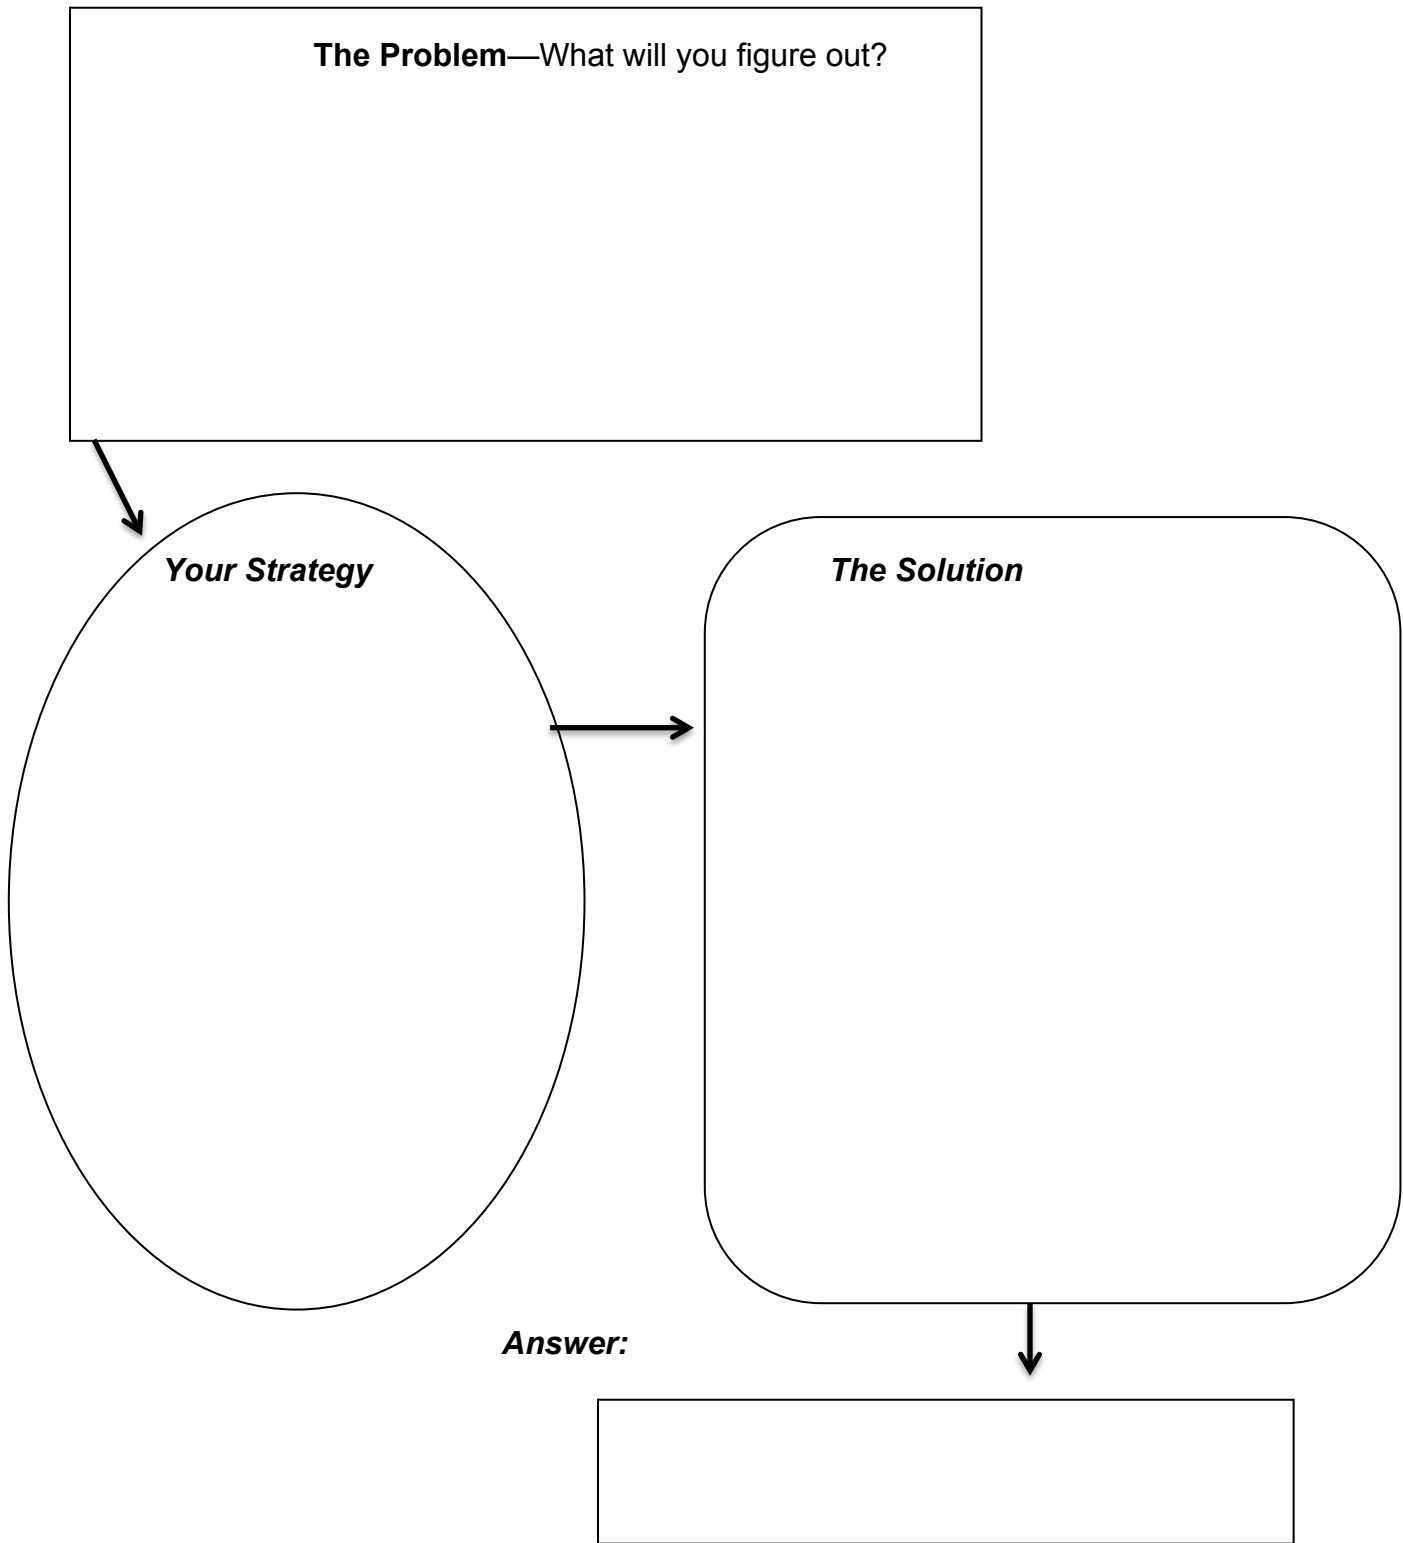 The Problem—What will you figure out?
Your Strategy
The Solution
Answer: